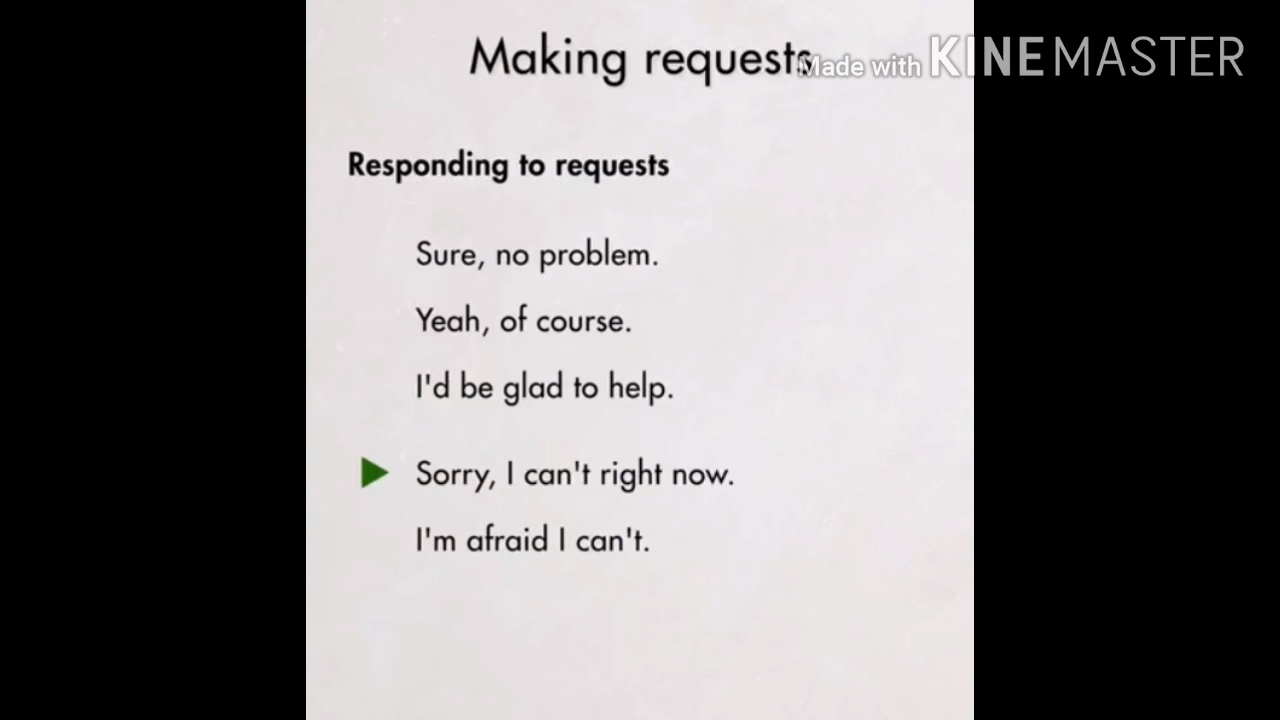 Making requests
Made with KINEMASTER
Responding to requests
Sure, no problem.
Yeah, of course.
I'd be glad to help.
Sorry, I can't right now.
I'm afraid I can't.